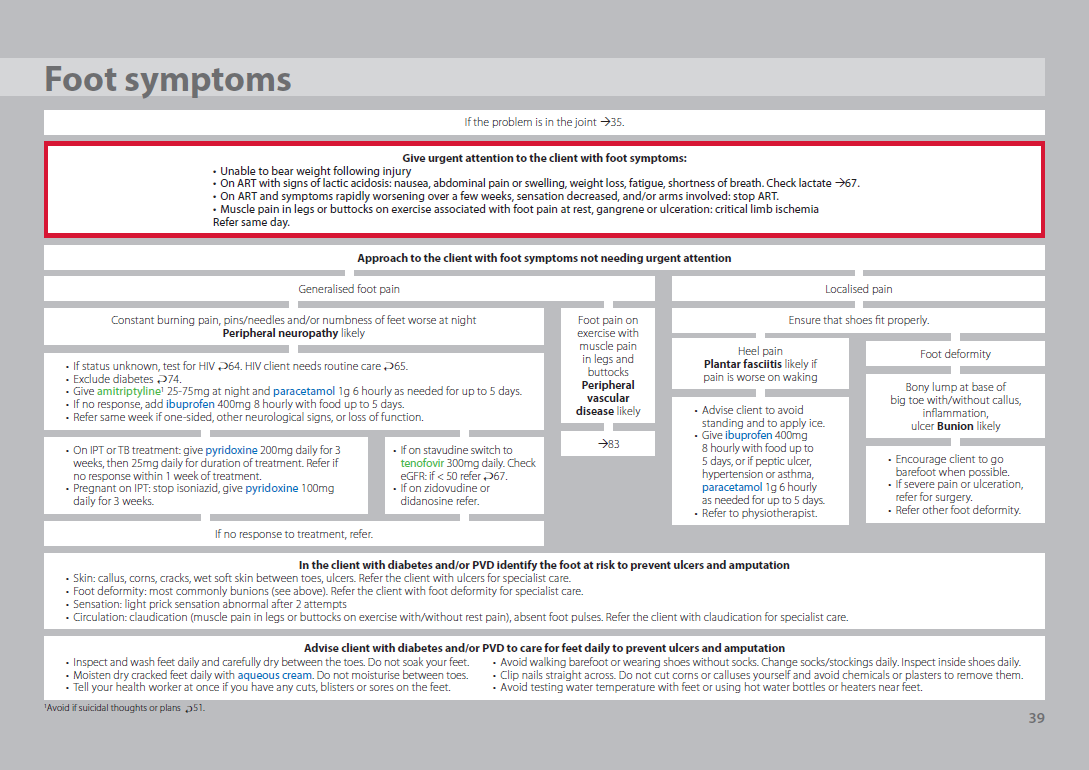 Foot symptoms
If the problem is in the joint →35.
Give urgent attention to the client with foot symptoms:
• Unable to bear weight following injury
• On ART with signs of lactic acidosis: nausea, abdominal pain or swelling, weight loss, fatigue, shortness of breath. Check lactate →67.
• On ART and symptoms rapidly worsening over a few weeks, sensation decreased, and/or arms involved: stop ART.
• Muscle pain in legs or buttocks on exercise associated with foot pain at rest, gangrene or ulceration: critical limb ischemia
Refer same day.
Approach to the client with foot symptoms not needing urgent attention
Generalised foot pain
Constant burning pain, pins/needles and/or numbness of feet worse at night
Peripheral neuropathy likely
• If status unknown, test for HIV ⮌64. HIV client needs routine care ⮌65.
• Exclude diabetes ⮌74.
• Give amitriptyline¹ 25-75mg at night and paracetamol 1g 6 hourly as needed for up to 5 days.
• If no response, add ibuprofen 400mg 8 hourly with food up to 5 days.
• Refer same week if one-sided, other neurological signs, or loss of function.
• On IPT or TB treatment: give pyridoxine 200mg daily for 3
weeks, then 25mg daily for duration of treatment. Refer if
no response within 1 week of treatment.
• Pregnant on IPT: stop isoniazid, give pyridoxine 100mg
daily for 3 weeks.
• If on stavudine switch to
tenofovir 300mg daily. Check
eGFR: if < 50 refer ⮌67.
• If on zidovudine or
didanosine refer.
If no response to treatment, refer.
Foot pain on
exercise with
muscle pain
in legs and
buttocks
Peripheral
vascular
disease likely
→83
Localised pain
Ensure that shoes fit properly.
Heel pain
Plantar fasciitis likely if
pain is worse on waking
• Advise client to avoid
standing and to apply ice.
• Give ibuprofen 400mg
8 hourly with food up to
5 days, or if peptic ulcer,
hypertension or asthma,
paracetamol 1g 6 hourly
as needed for up to 5 days.
• Refer to physiotherapist.
Foot deformity
Bony lump at base of
big toe with/without callus,
inflammation,
ulcer Bunion likely
• Encourage client to go
barefoot when possible.
• If severe pain or ulceration,
refer for surgery.
• Refer other foot deformity.
In the client with diabetes and/or PVD identify the foot at risk to prevent ulcers and amputation
• Skin: callus, corns, cracks, wet soft skin between toes, ulcers. Refer the client with ulcers for specialist care.
• Foot deformity: most commonly bunions (see above). Refer the client with foot deformity for specialist care.
• Sensation: light prick sensation abnormal after 2 attempts
• Circulation: claudication (muscle pain in legs or buttocks on exercise with/without rest pain), absent foot pulses. Refer the client with claudication for specialist care.
Advise client with diabetes and/or PVD to care for feet daily to prevent ulcers and amputation
• Inspect and wash feet daily and carefully dry between the toes. Do not soak your feet.
• Moisten dry cracked feet daily with aqueous cream. Do not moisturise between toes.
• Tell your health worker at once if you have any cuts, blisters or sores on the feet.
• Avoid walking barefoot or wearing shoes without socks. Change socks/stockings daily. Inspect inside shoes daily.
• Clip nails straight across. Do not cut corns or calluses yourself and avoid chemicals or plasters to remove them.
• Avoid testing water temperature with feet or using hot water bottles or heaters near feet.
¹Avoid if suicidal thoughts or plans ⮌51.
39